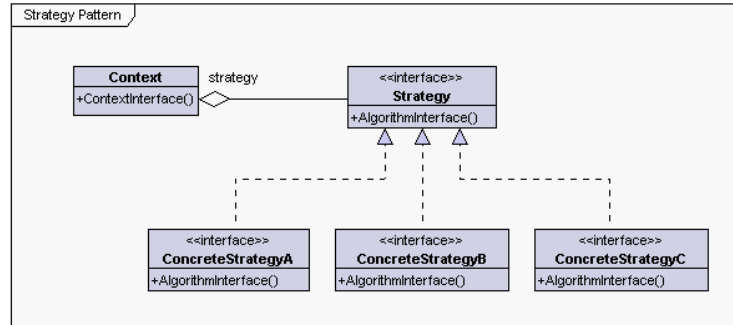 Strategy Pattern
Context
+ContextInterface()
strategy
<<interface>>
Strategy
+AlgorithmInterface()
<<interface>>
ConcreteStrategyA
+AlgorithmInterface()
<<interface>>
ConcreteStrategyB
+AlgorithmInterface()
<<interface>>
ConcreteStrategyC
+AlgorithmInterface()